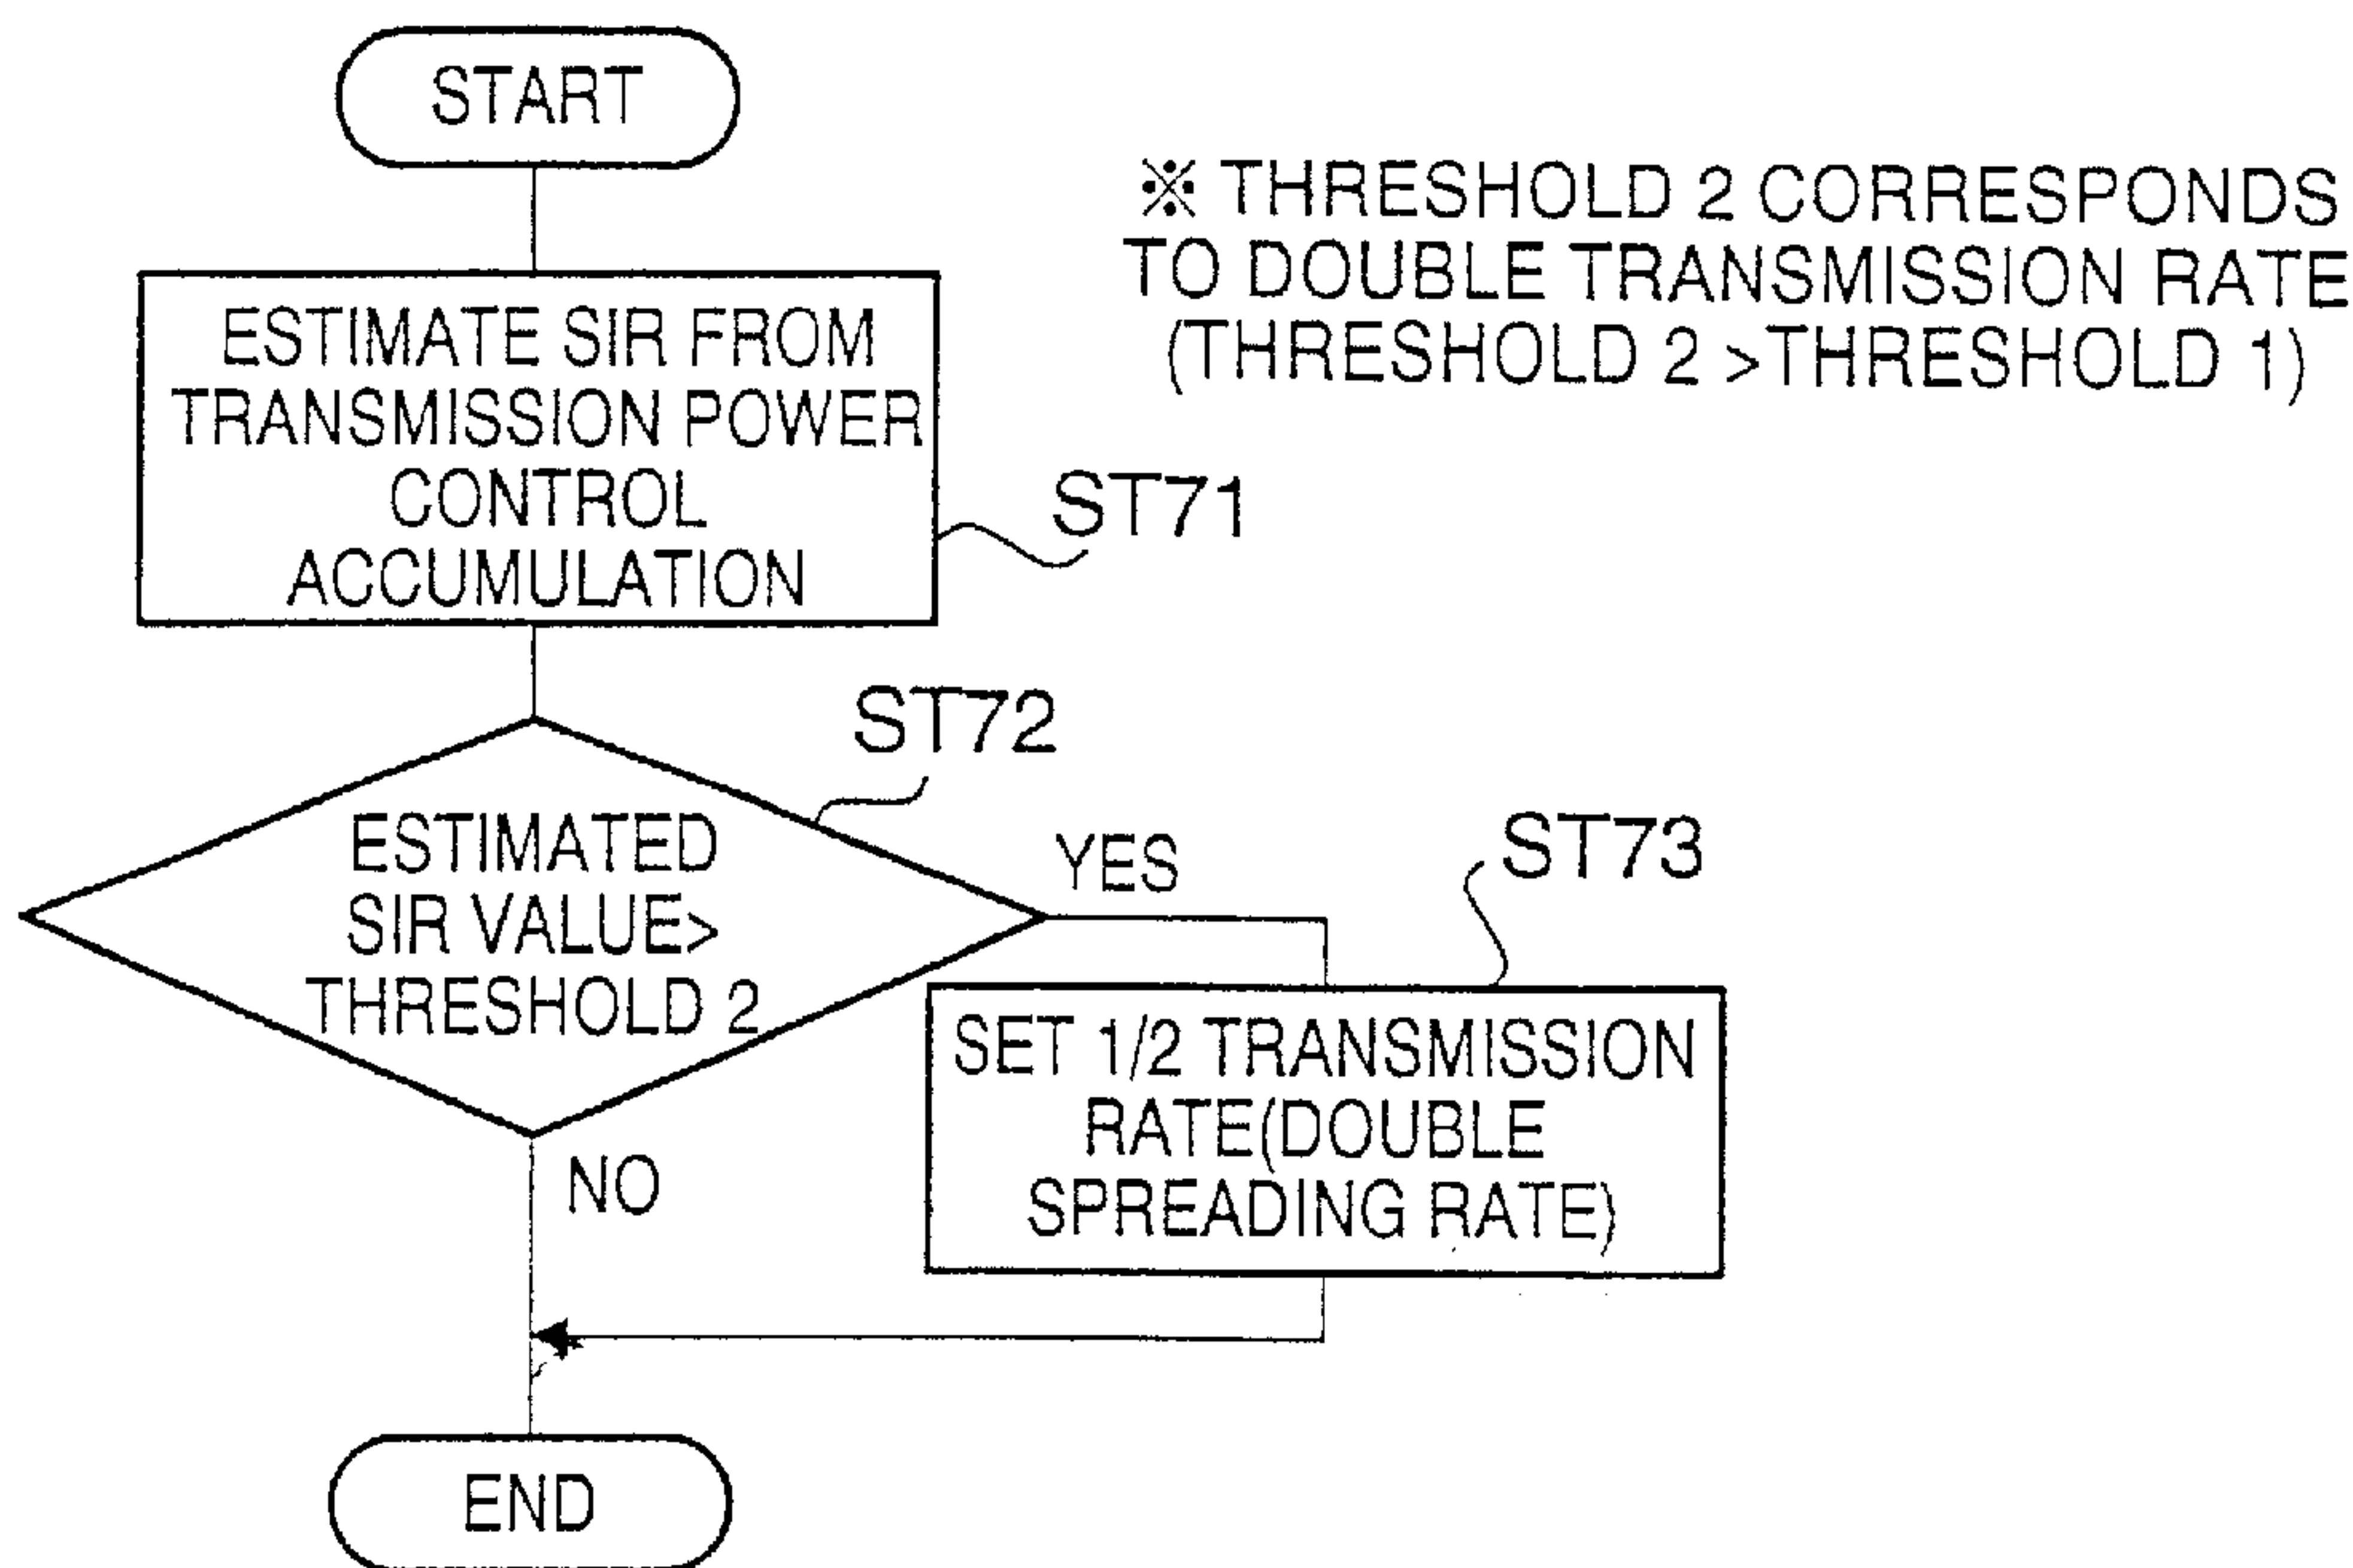 START
※ THRESHOLD 2 CORRESPONDS
TO DOUBLE TRANSMISSION RATE
(THRESHOLD 2 >THRESHOLD 1)
ESTIMATE SIR FROM
TRANSMISSION POWER
CONTROL
ACCUMULATION
ST71
ST72
ESTIMATED
SIR VALUE>
THRESHOLD 2
YES
ST73
SET 1/2 TRANSMISSION
RATE(DOUBLE
SPREADING RATE)
NO
END